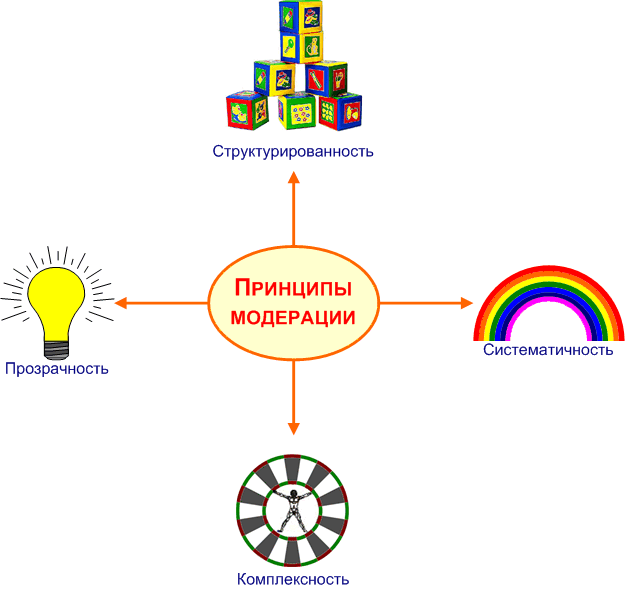 Структурированность
Принципы
модерации
Прозрачность
Систематичность
Комплексность